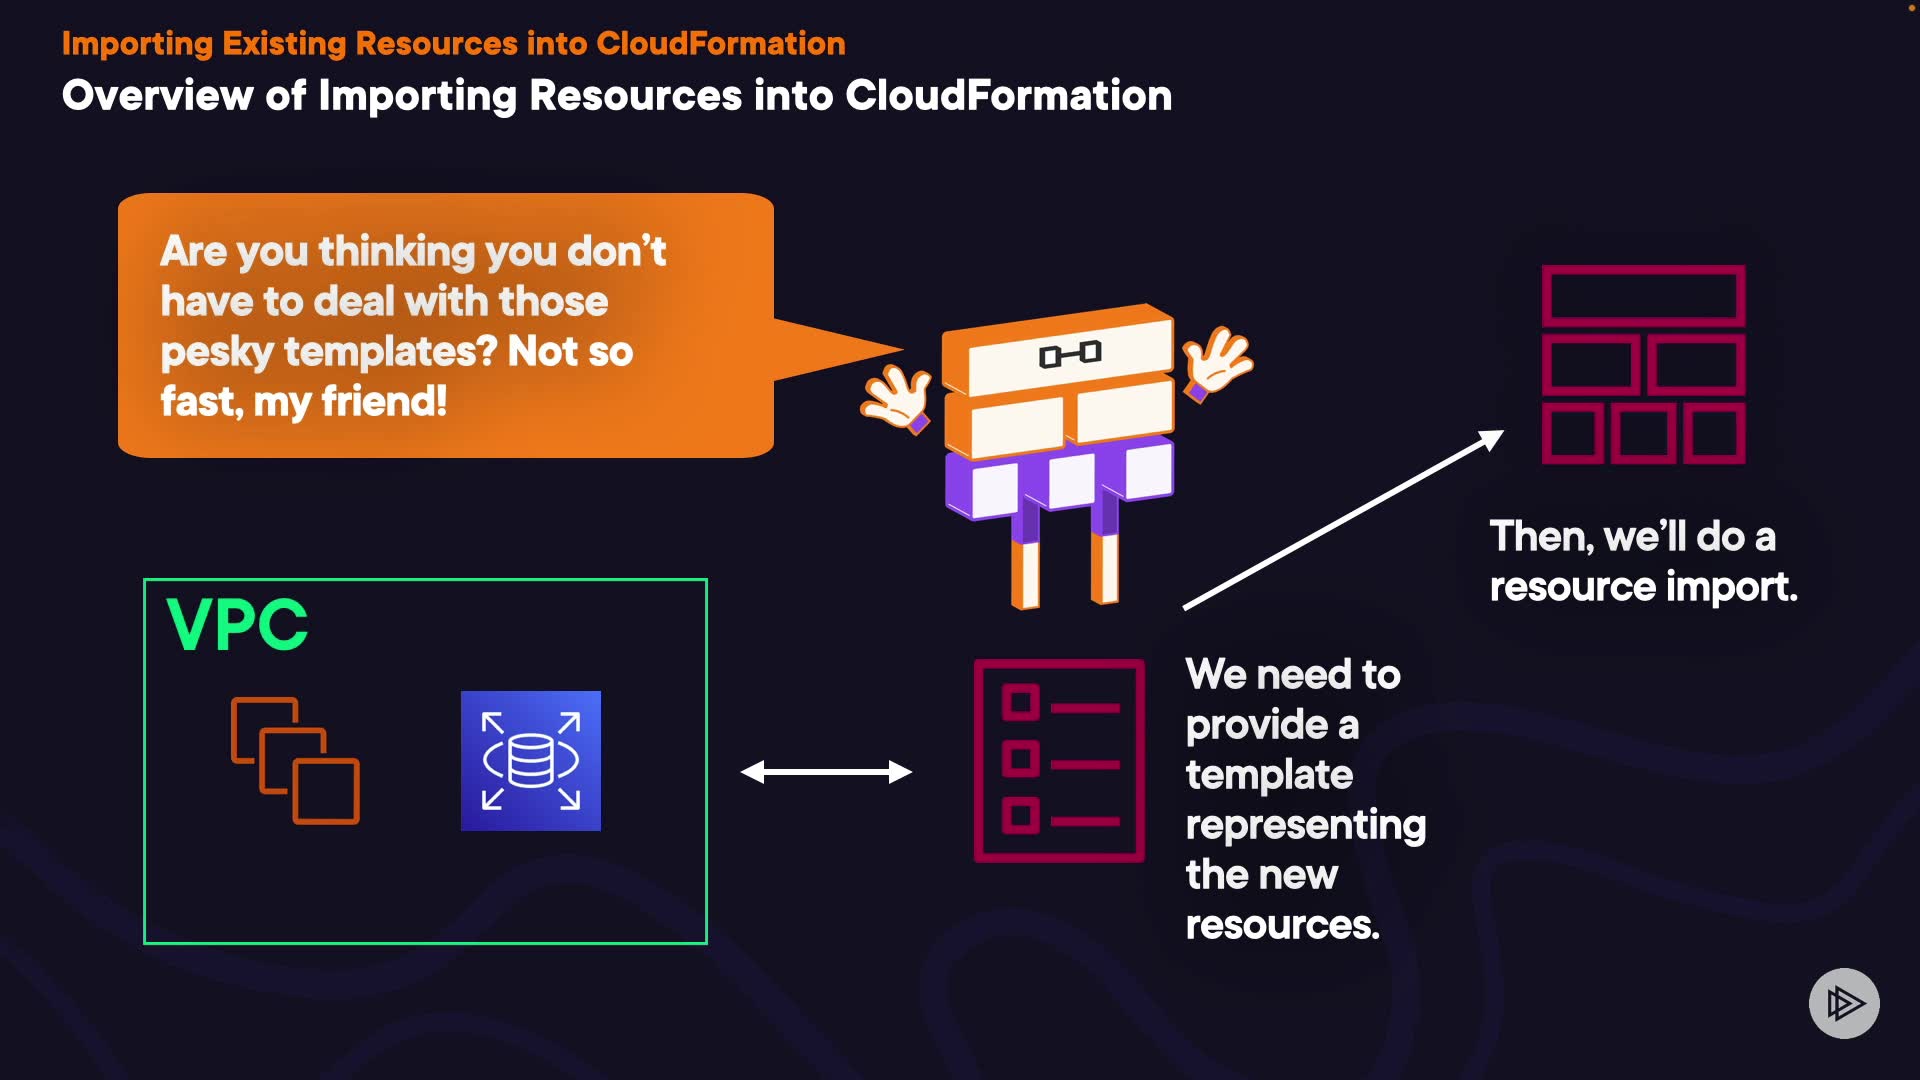 Importing Existing Resources into CloudFormation
Overview of Importing Resources into CloudFormation
Are you thinking you don’t
have to deal with those
pesky templates? Not so
fast, my friend!
VPC
We need to
provide a
template
representing
the new
resources.
Then, we’ll do a
resource import.